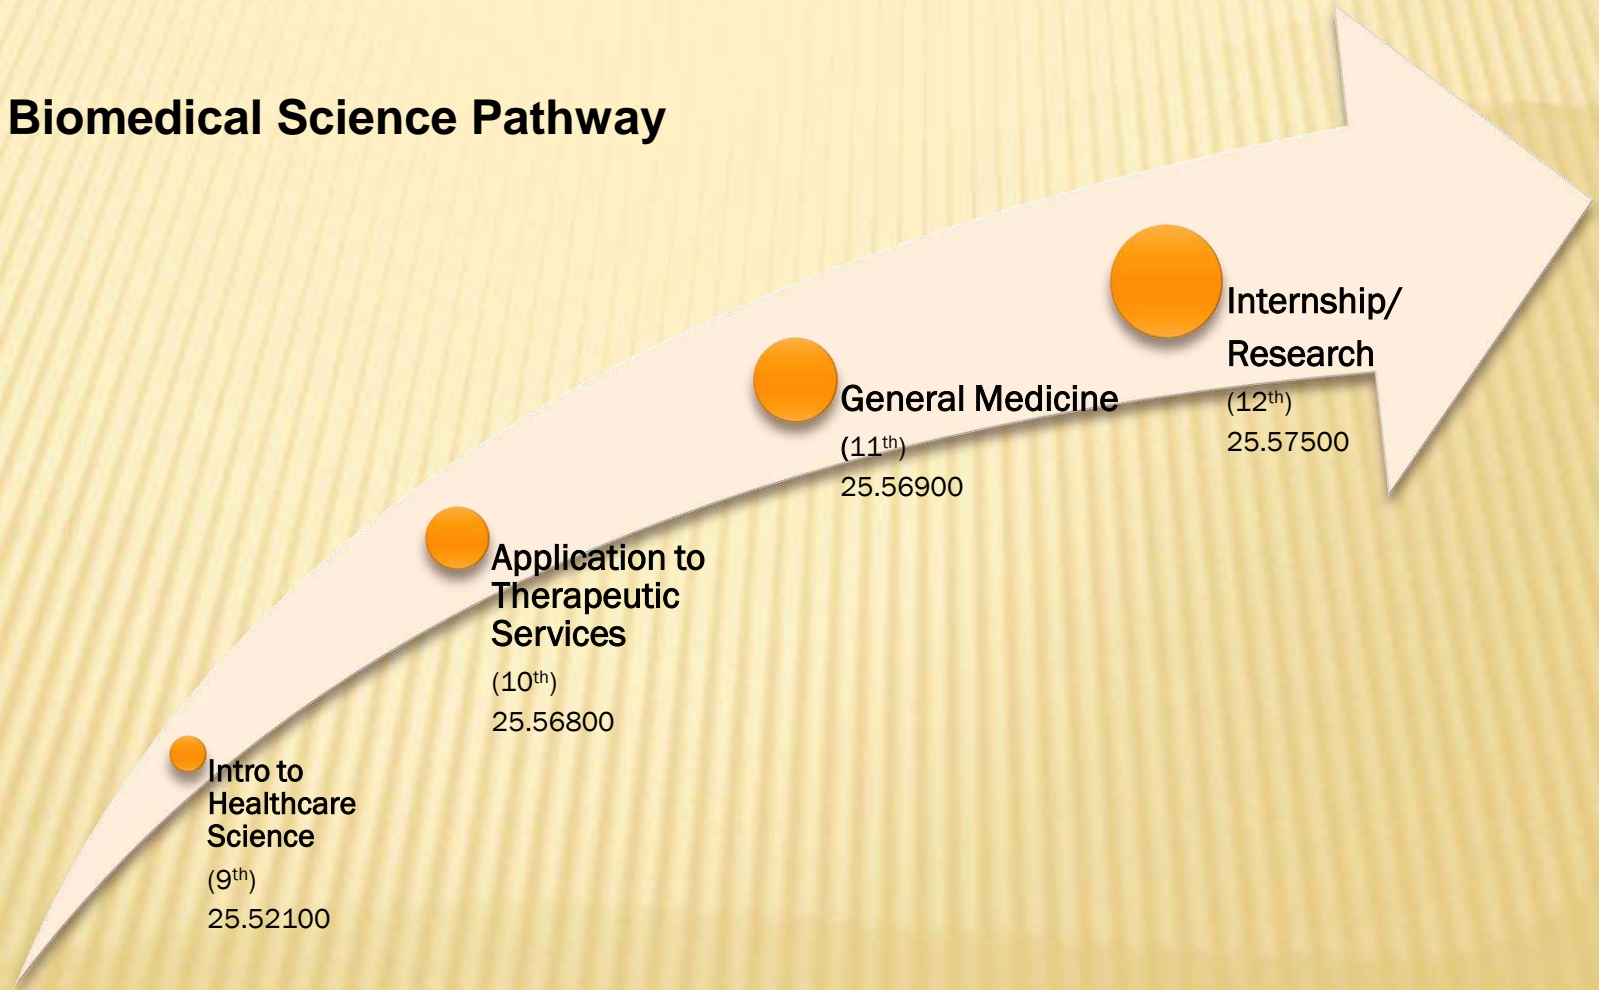 Biomedical Science Pathway
Intro to
Healthcare
Science
(9th)
25.52100
Application to
Therapeutic
Services
(10th)
25.56800
General Medicine
(11th)
25.56900
Internship/
Research
(12th)
25.57500